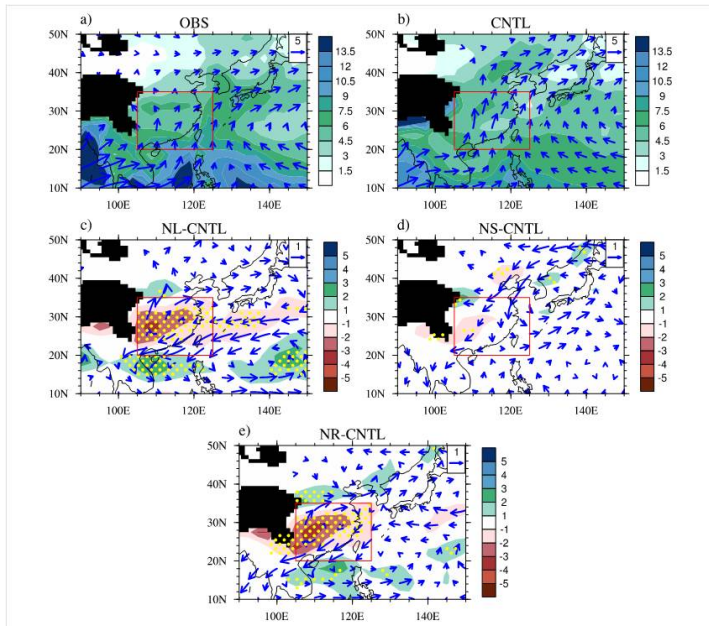 a) OBS
5
50N
40N
30N
20N
10N
100E 120E 140E
13.5
12
10.5
9
7.5
6
4.5
3
1.5
b) CNTL
5
50N
40N
30N
20N
10N
100E 120E 140E
13.5
12
10.5
9
7.5
6
4.5
3
1.5
c) NL-CNTL
1
50N
40N
30N
20N
10N
100E 120E 140E
5
4
3
2
1
-1
-2
-3
-4
-5
d) NS-CNTL
1
50N
40N
30N
20N
10N
100E 120E 140E
5
4
3
2
1
-1
-2
-3
-4
-5
e) NR-CNTL
1
50N
40N
30N
20N
10N
100E 120E 140E
5
4
3
2
1
-1
-2
-3
-4
-5